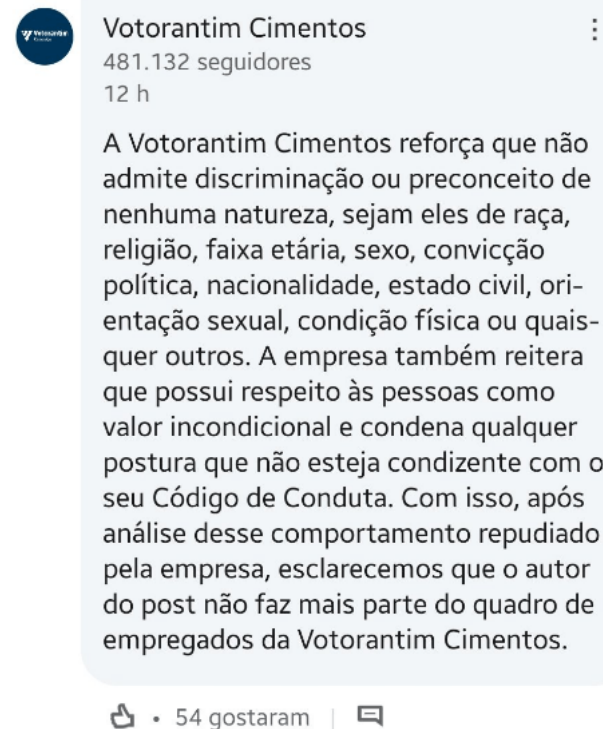 Votorantim
Cimentos
Votorantim Cimentos
481.132 seguidores
12 h
A Votorantim Cimentos reforça que não
admite discriminação ou preconceito de
nenhuma natureza, sejam eles de raça,
religião, faixa etária, sexo, convicção
política, nacionalidade, estado civil, ori-
entação sexual, condição física ou quais-
quer outros. A empresa também reitera
que possui respeito às pessoas como
valor incondicional e condena qualquer
postura que não esteja condizente com o
seu Código de Conduta. Com isso, após
análise desse comportamento repudiado
pela empresa, esclarecemos que o autor
do post não faz mais parte do quadro de
empregados da Votorantim Cimentos.
• 54 gostaram